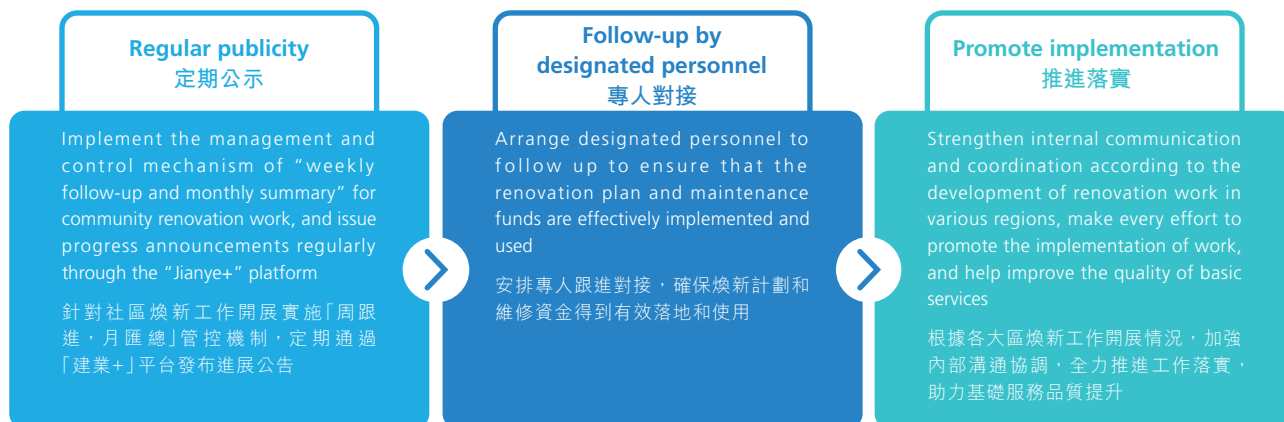 Regular publicity
定期公示
Implement the management and
control mechanism of “weekly
follow-up and monthly summary” for
community renovation work, and issue
progress announcements regularly
through the “Jianye+” platform
針對社區煥新工作開展實施「周跟
進，月匯總」管控機制，定期通過
「建業+」平台發布進展公告
Follow-up by
designated personnel
專人對接
Arrange designated personnel to
follow up to ensure that the
renovation plan and maintenance
funds are effectively implemented and
used
安排專人跟進對接，確保煥新計劃和
維修資金得到有效落地和使用
Promote implementation
推進落實
Strengthen internal communication
and coordination according to the
development of renovation work in
various regions, make every effort to
promote the implementation of work,
and help improve the quality of basic
services
根據各大區煥新工作開展情況，加強
內部溝通協調，全力推進工作落實，
助力基礎服務品質提升